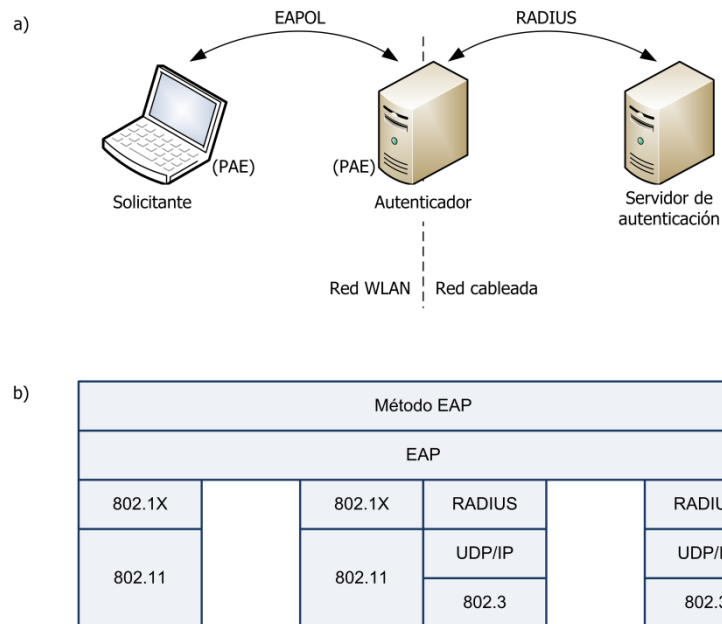 a)
EAPOL
RADIUS
(PAE)
(PAE)
Solicitante
Autenticador
Servidor de
autenticación
Red WLAN
Red cableada
b)
Método EAP
EAP
802.1X
802.1X
RADIUS
802.11
802.11
UDP/IP
802.3